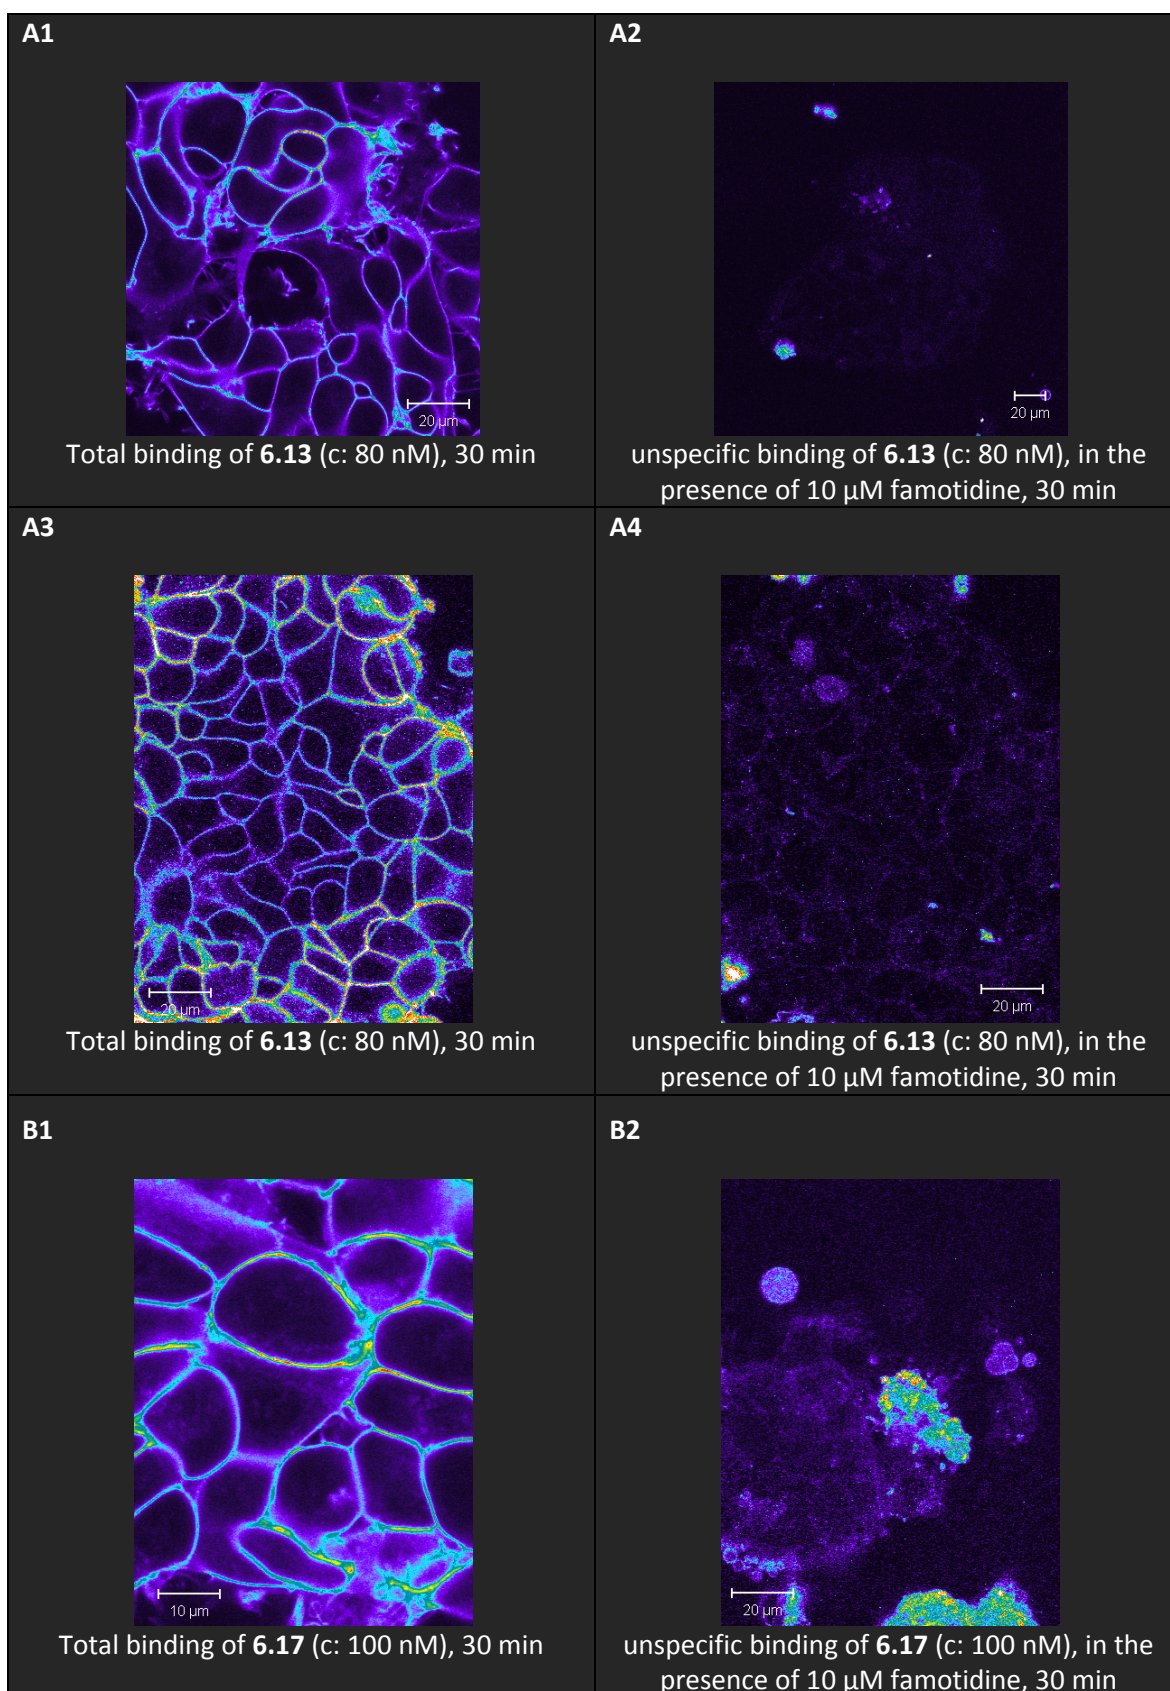 A1
A2
20 µm
20 µm
Total binding of 6.13 (c: 80 nM), 30 min
unspecific binding of 6.13 (c: 80 nM), in the
presence of 10 µM famotidine, 30 min
A3
A4
20 µm
20 µm
Total binding of 6.13 (c: 80 nM), 30 min
unspecific binding of 6.13 (c: 80 nM), in the
presence of 10 µM famotidine, 30 min
B1
B2
10 µm
20 µm
Total binding of 6.17 (c: 100 nM), 30 min
unspecific binding of 6.17 (c: 100 nM), in the
presence of 10 µM famotidine, 30 min